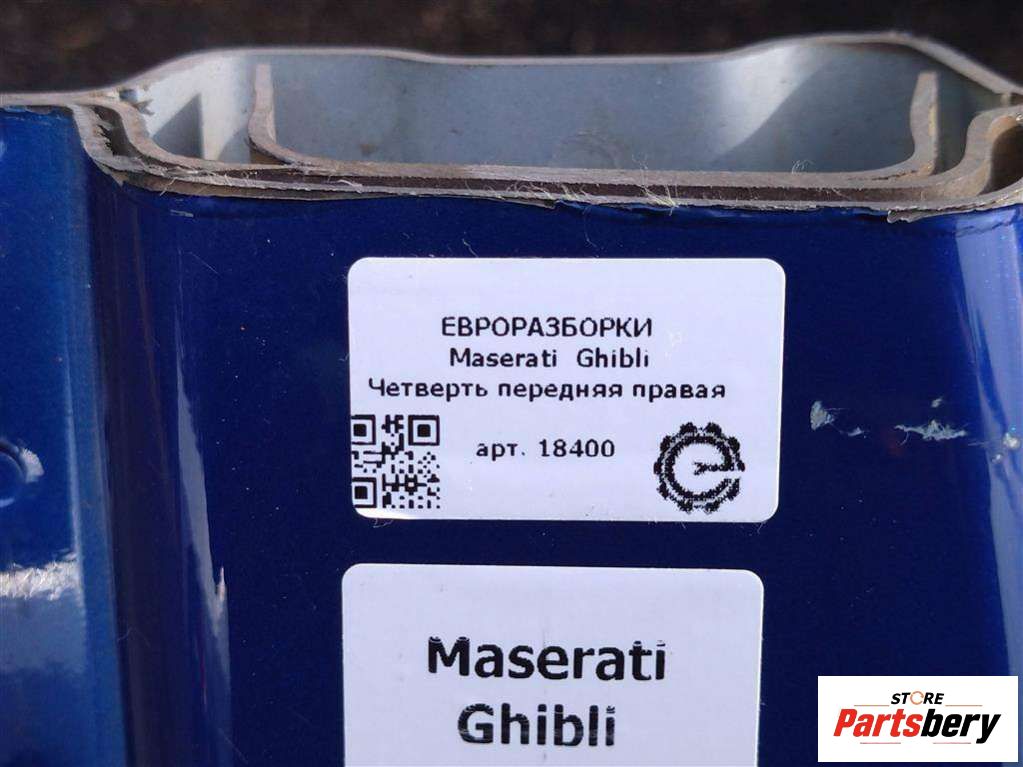 ЕВРОРАЗБОРКИ
Maserati Ghibli
Четверть передняя правая
арт. 18400
Maserati
Ghibli
STORE
Partsbery